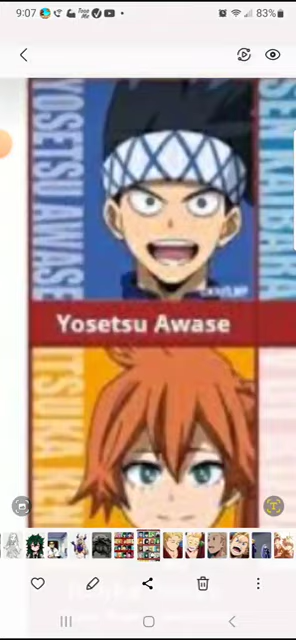 9:07
83%
YOSETSU AWASE
SEN KAIBARA
Yosetsu Awase
ITSUKA KEN